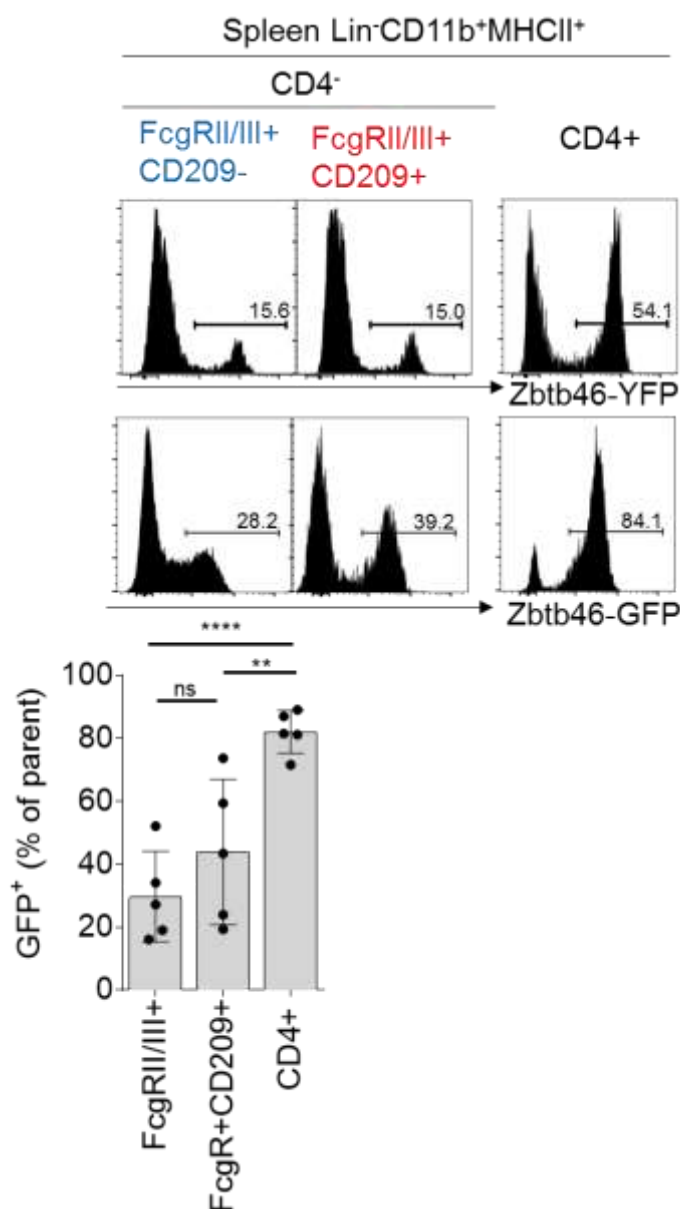 Spleen Lin⁻CD11b⁺MHCII⁺
CD4⁻
FcgRII/III+
CD209-
FcgRII/III+
CD209+
CD4+
15.6
15.0
54.1
Zbtb46-YFP
28.2
39.2
84.1
Zbtb46-GFP
****
**
ns
GFP⁺ (% of parent)
100
80
60
40
20
0
FcgRII/III+
FcgR+CD209+
CD4+